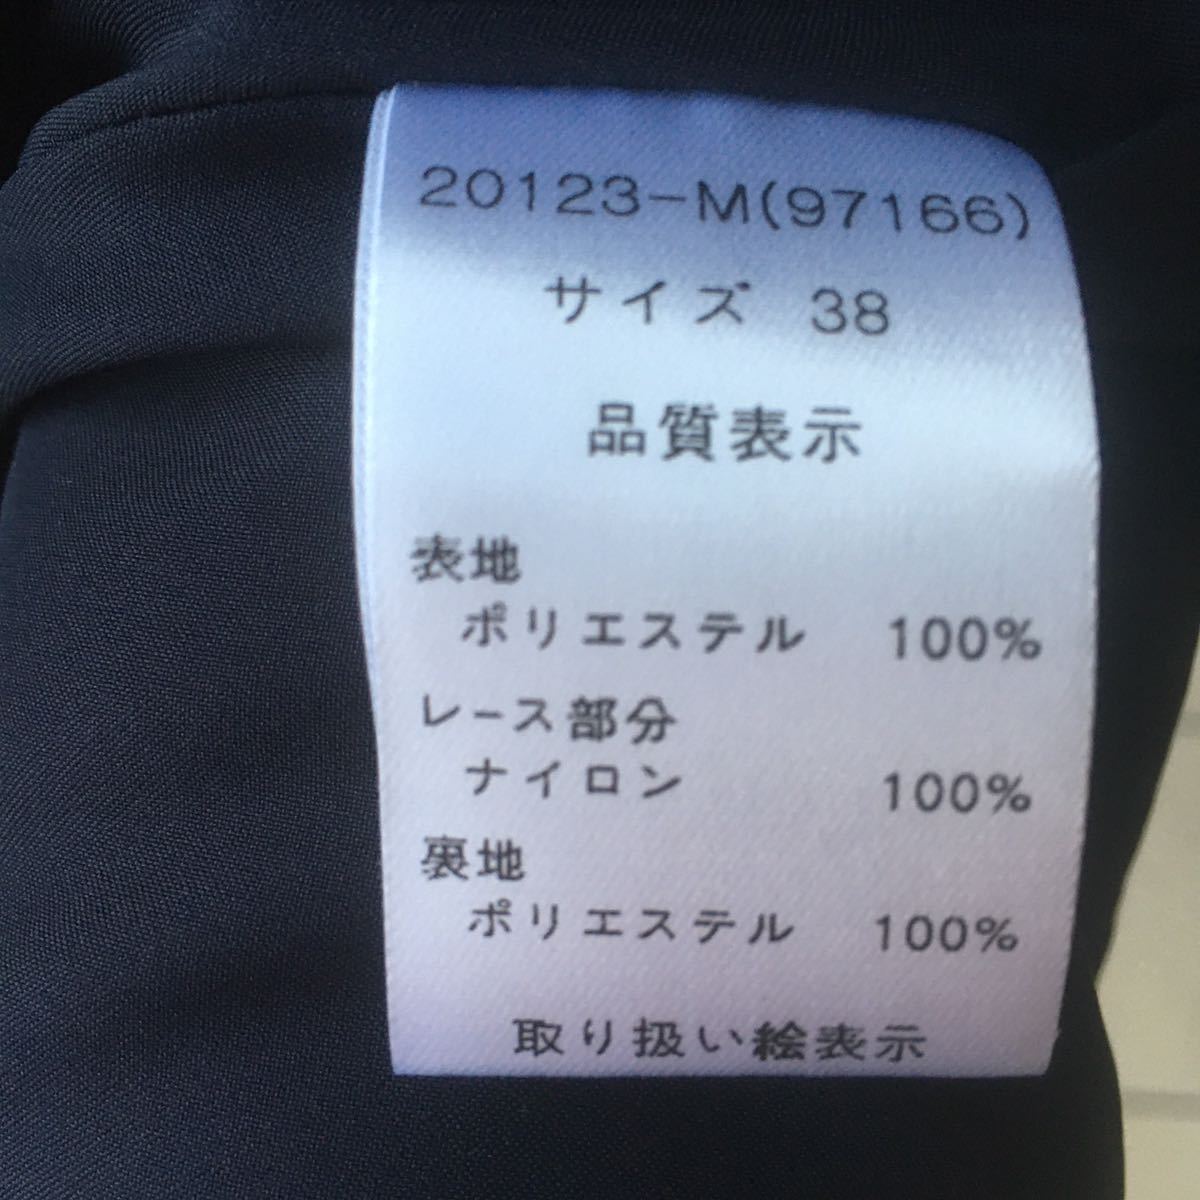 20123-M(97166)
サイズ 38
品質表示
表地
ポリエステル 100%
レース部分
ナイロン 100%
裏地
ポリエステル 100%
取り扱い絵表示